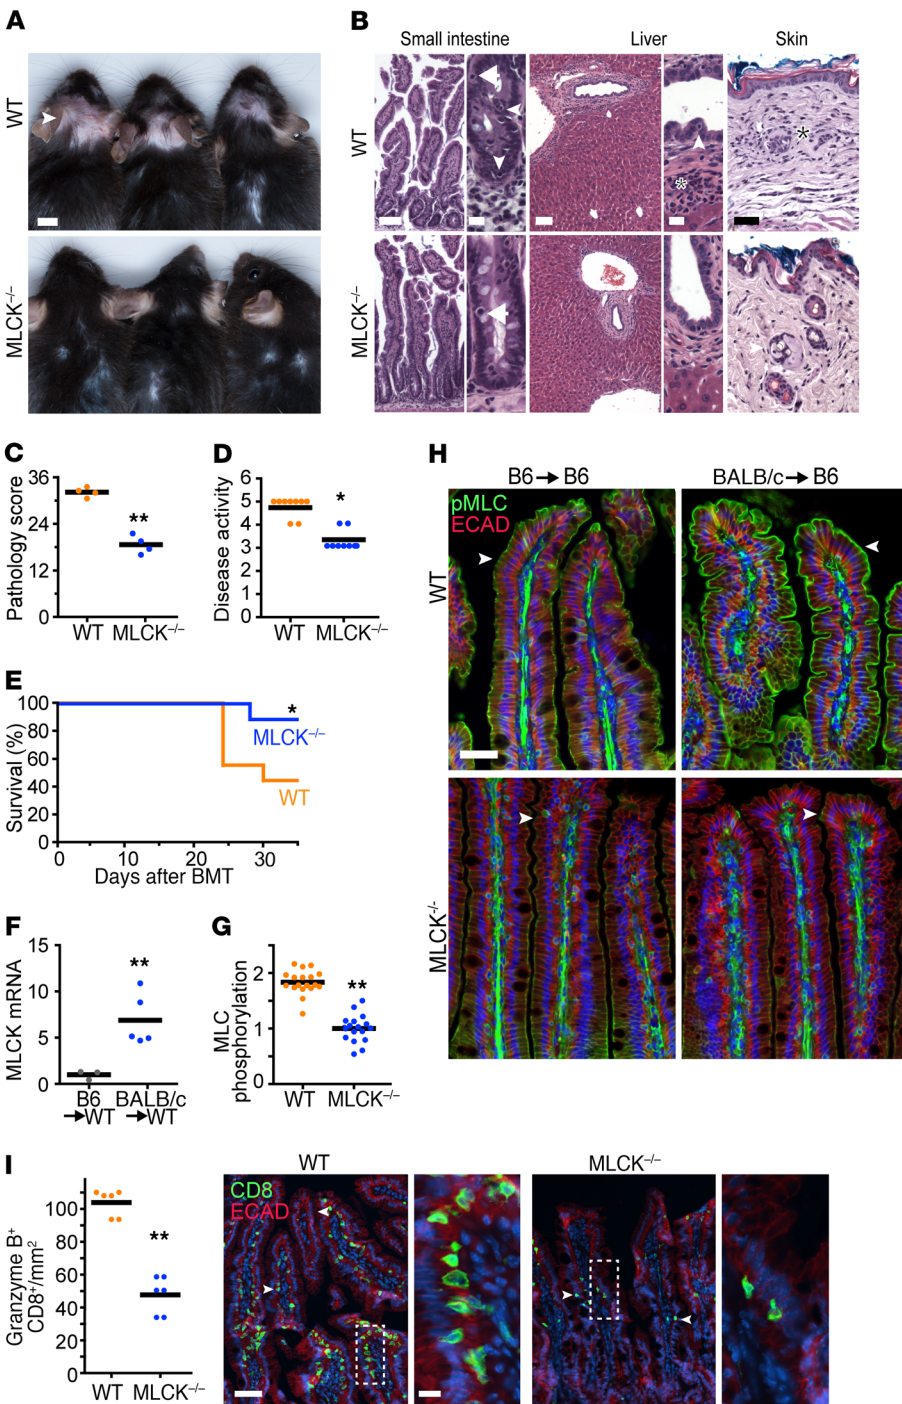 A
WT
MLCK–/–
B
Small intestine
Liver
Skin
WT
*
*
MLCK–/–
C
Pathology score
36
24
12
0
**
WT
MLCK–/–
D
Disease activity
6
5
4
3
2
1
0
*
WT
MLCK–/–
E
Survival (%)
100
80
60
40
20
0
*
MLCK–/–
WT
0
10
20
30
Days after BMT
F
MLCK mRNA
15
10
5
0
**
B6
→WT
BALB/c
→WT
G
MLC
phosphorylation
2
1
0
**
WT
MLCK–/–
H
B6→B6
BALB/c→B6
pMLC
ECAD
WT
MLCK-/-
I
Granzyme B+
CD8+/mm2
100
80
60
40
20
0
**
WT
MLCK–/–
WT
MLCK–/–
CD8
ECAD